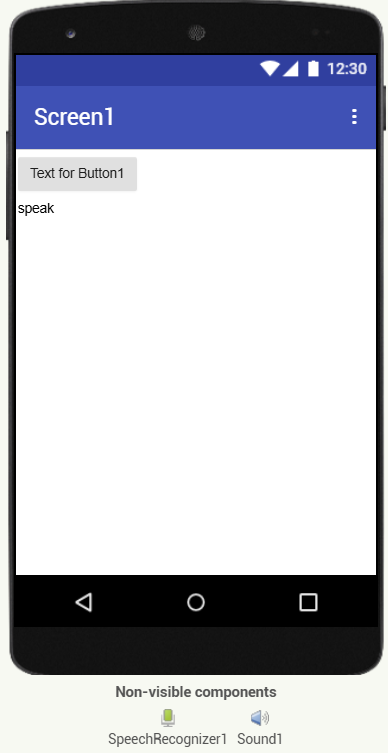 12:30
Screen1
Text for Button1
speak
Non-visible components
SpeechRecognizer1 Sound1